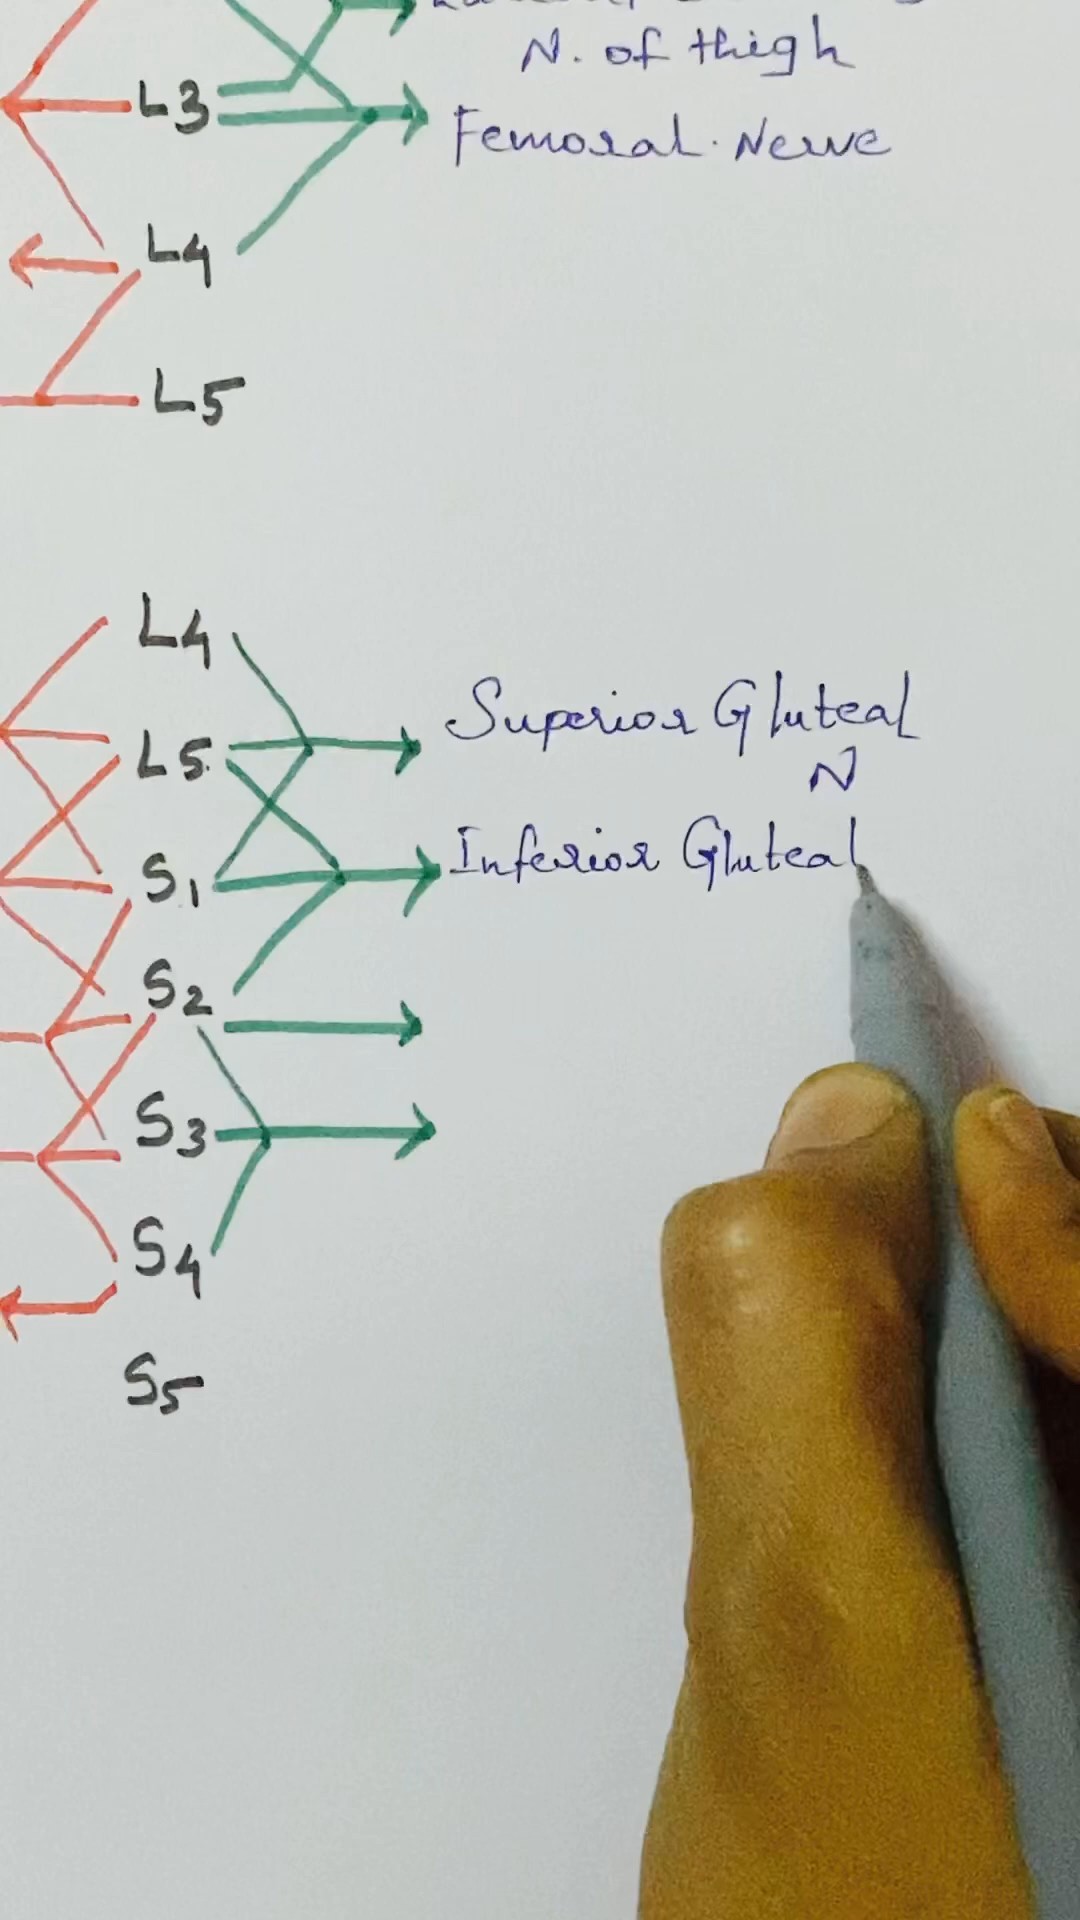 N. of thigh
L3
Femoral. Nerve
L4
L5
L4
Superior Gluteal
L5
N
Inferior Gluteal
S1
S2
S3
S4
S5